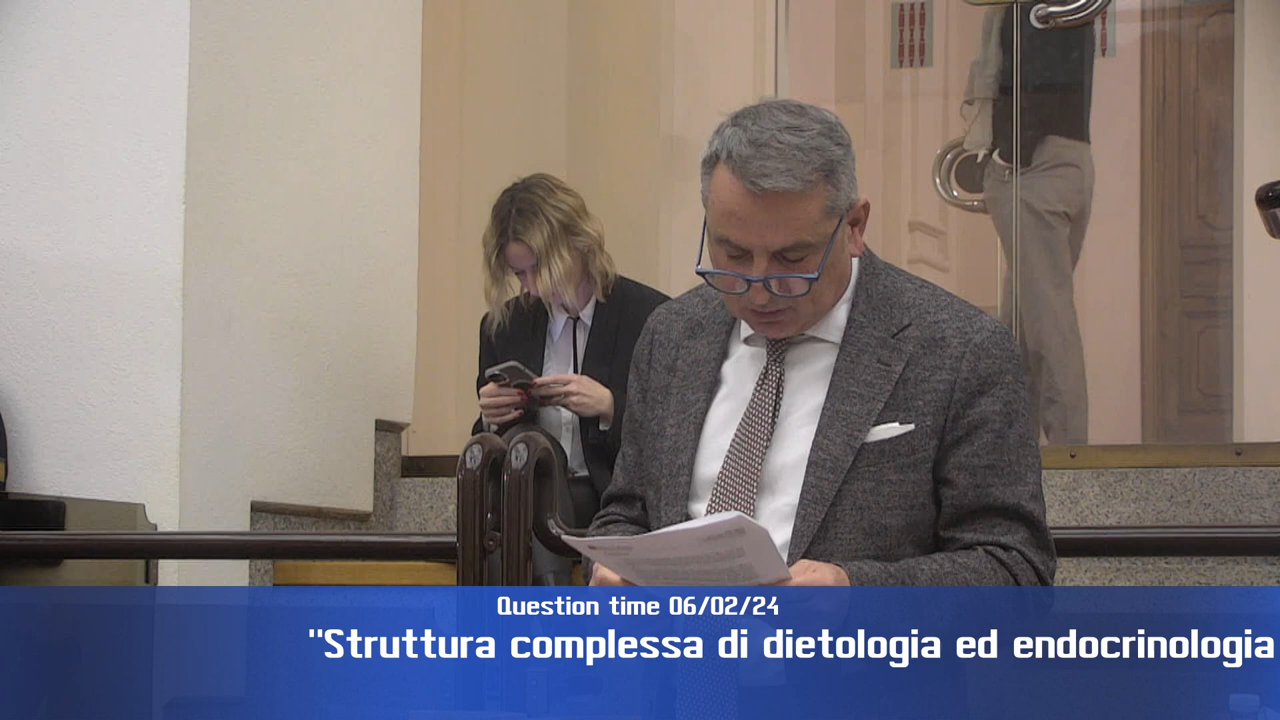 Question time 06/02/24
"Struttura complessa di dietologia ed endocrinologia